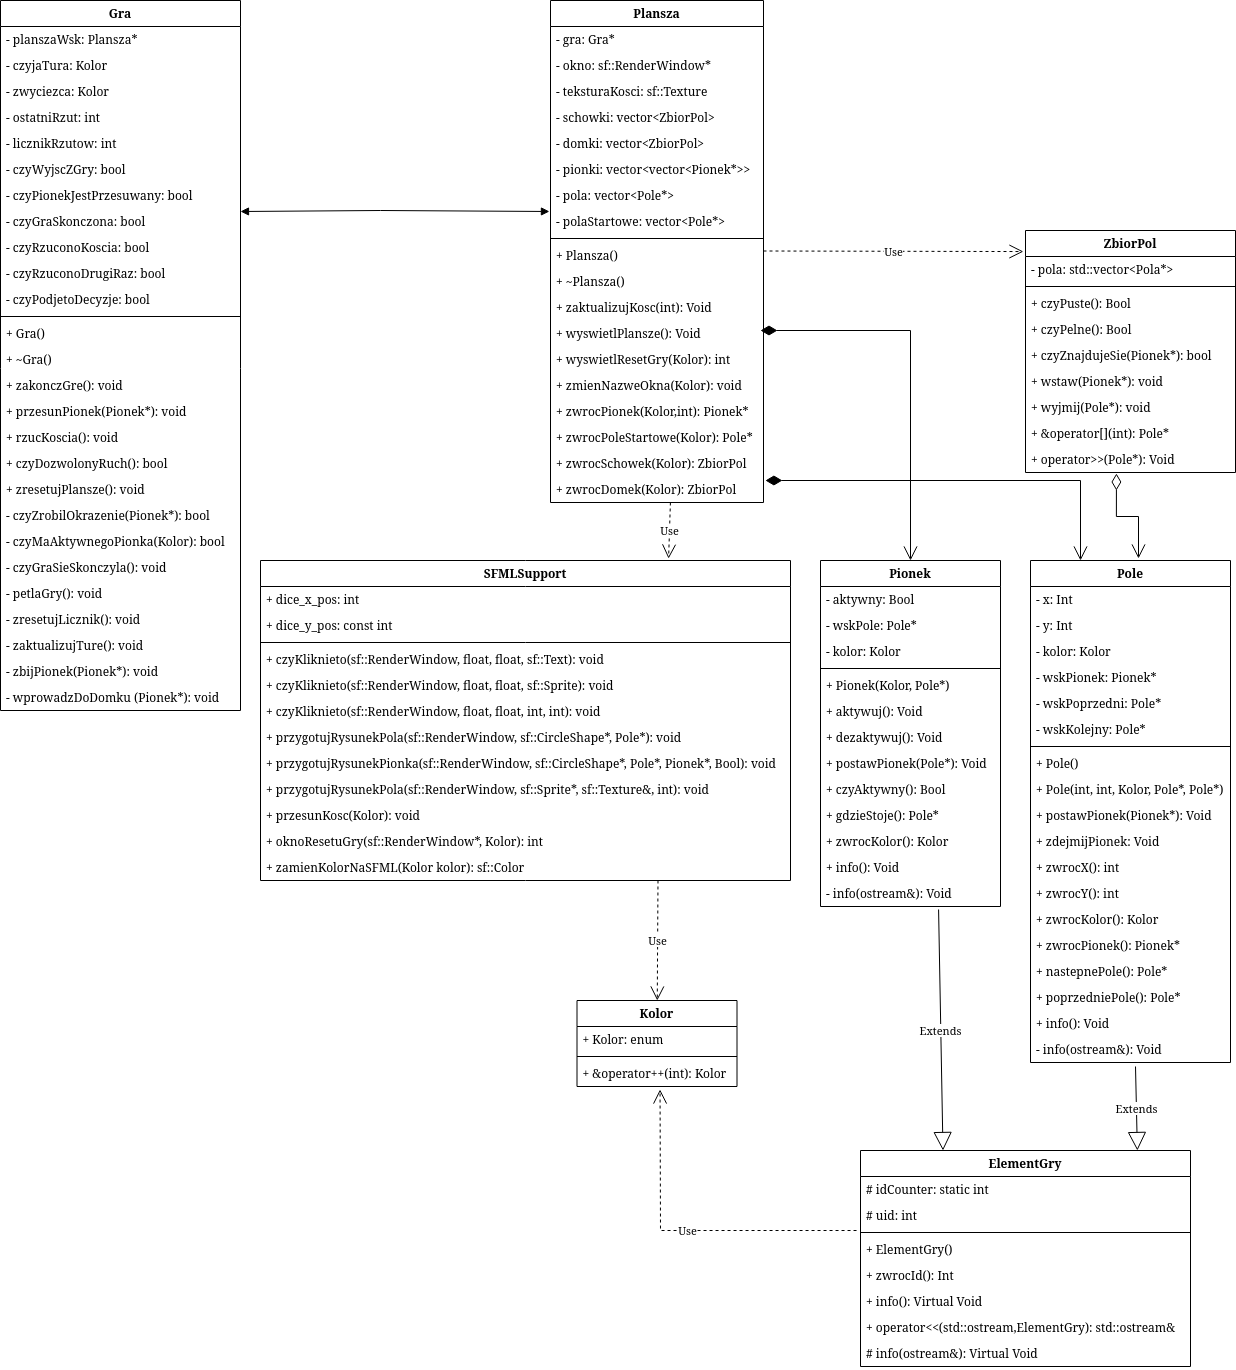 Gra
- planszaWsk: Plansza*
- czyjaTura: Kolor
- zwyciezca: Kolor
- ostatniRzut: int
- licznikRzutow: int
- czyWyjscZGry: bool
- czyPionekJestPrzesuwany: bool
- czyGraSkonczona: bool
- czyRzuconoKoscia: bool
- czyRzuconoDrugiRaz: bool
- czyPodjetoDecyzje: bool
+ Gra()
+ ~Gra()
+ zakonczGre(): void
+ przesunPionek(Pionek*): void
+ rzucKoscia(): void
+ czyDozwolonyRuch(): bool
+ zresetujPlansze(): void
- czyZrobilOkrazenie(Pionek*): bool
- czyMaAktywnegoPionka(Kolor): bool
- czyGraSieSkonczyla(): void
- petlaGry(): void
- zresetujLicznik(): void
- zaktualizujTure(): void
- zbijPionek(Pionek*): void
- wprowadzDoDomku (Pionek*): void
Plansza
- gra: Gra*
- okno: sf::RenderWindow*
- teksturaKosci: sf::Texture
- schowki: vector<ZbiorPol>
- domki: vector<ZbiorPol>
- pionki: vector<vector<Pionek*>>
- pola: vector<Pole*>
- polaStartowe: vector<Pole*>
+ Plansza()
+ ~Plansza()
+ zaktualizujKosc(int): Void
+ wyswietlPlansze(): Void
+ wyswietlResetGry(Kolor): int
+ zmienNazweOkna(Kolor): void
+ zwrocPionek(Kolor,int): Pionek*
+ zwrocPoleStartowe(Kolor): Pole*
+ zwrocSchowek(Kolor): ZbiorPol
+ zwrocDomek(Kolor): ZbiorPol
Use
ZbiorPol
- pola: std::vector<Pola*>
+ czyPuste(): Bool
+ czyPelne(): Bool
+ czyZnajdujeSie(Pionek*): bool
+ wstaw(Pionek*): void
+ wyjmij(Pole*): void
+ &operator[](int): Pole*
+ operator>>(Pole*): Void
Use
SFMLSupport
+ dice_x_pos: int
+ dice_y_pos: const int
+ czyKliknieto(sf::RenderWindow, float, float, sf::Text): void
+ czyKliknieto(sf::RenderWindow, float, float, sf::Sprite): void
+ czyKliknieto(sf::RenderWindow, float, float, int, int): void
+ przygotujRysunekPola(sf::RenderWindow, sf::CircleShape*, Pole*): void
+ przygotujRysunekPionka(sf::RenderWindow, sf::CircleShape*, Pole*, Pionek*, Bool): void
+ przygotujRysunekPola(sf::RenderWindow, sf::Sprite*, sf::Texture&, int): void
+ przesunKosc(Kolor): void
+ oknoResetuGry(sf::RenderWindow*, Kolor): int
+ zamienKolorNaSFML(Kolor kolor): sf::Color
Pionek
- aktywny: Bool
- wskPole: Pole*
- kolor: Kolor
+ Pionek(Kolor, Pole*)
+ aktywuj(): Void
+ dezaktywuj(): Void
+ postawPionek(Pole*): Void
+ czyAktywny(): Bool
+ gdzieStoje(): Pole*
+ zwrocKolor(): Kolor
+ info(): Void
- info(ostream&): Void
Pole
- x: Int
- y: Int
- kolor: Kolor
- wskPionek: Pionek*
- wskPoprzedni: Pole*
- wskKolejny: Pole*
+ Pole()
+ Pole(int, int, Kolor, Pole*, Pole*)
+ postawPionek(Pionek*): Void
+ zdejmijPionek: Void
+ zwrocX(): int
+ zwrocY(): int
+ zwrocKolor(): Kolor
+ zwrocPionek(): Pionek*
+ nastepnePole(): Pole*
+ poprzedniePole(): Pole*
+ info(): Void
- info(ostream&): Void
Use
Kolor
+ Kolor: enum
+ &operator++(int): Kolor
Extends
Extends
Use
ElementGry
# idCounter: static int
# uid: int
+ ElementGry()
+ zwrocId(): Int
+ info(): Virtual Void
+ operator<<(std::ostream,ElementGry): std::ostream&
# info(ostream&): Virtual Void